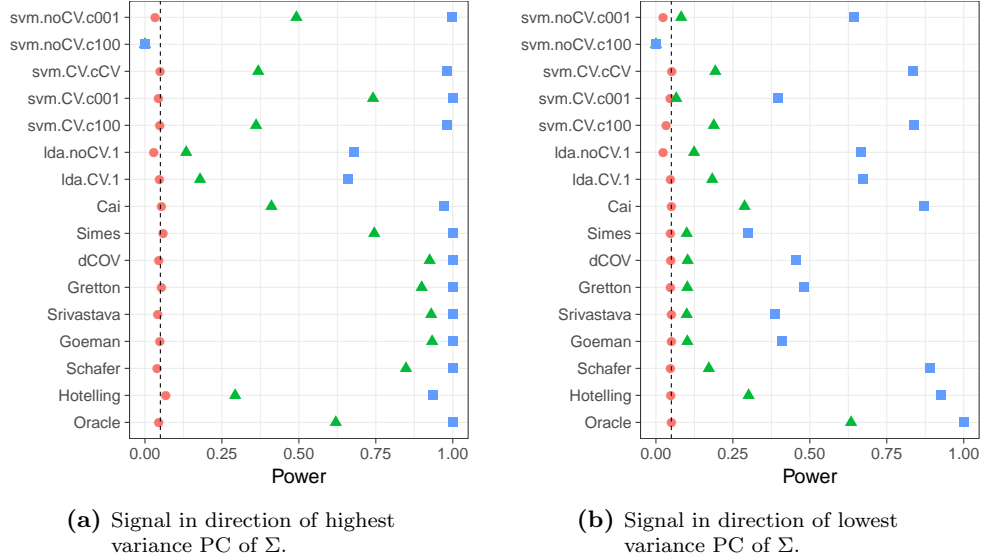 svm.noCV.c001
svm.noCV.c100
svm.CV.cCV
svm.CV.c001
svm.CV.c100
lda.noCV.1
lda.CV.1
Cai
Simes
dCOV
Gretton
Srivastava
Goeman
Schafer
Hotelling
Oracle
0.00 0.25 0.50 0.75 1.00
Power
(a) Signal in direction of highest
variance PC of Σ.
svm.noCV.c001
svm.noCV.c100
svm.CV.cCV
svm.CV.c001
svm.CV.c100
lda.noCV.1
lda.CV.1
Cai
Simes
dCOV
Gretton
Srivastava
Goeman
Schafer
Hotelling
Oracle
0.00 0.25 0.50 0.75 1.00
Power
(b) Signal in direction of lowest
variance PC of Σ.